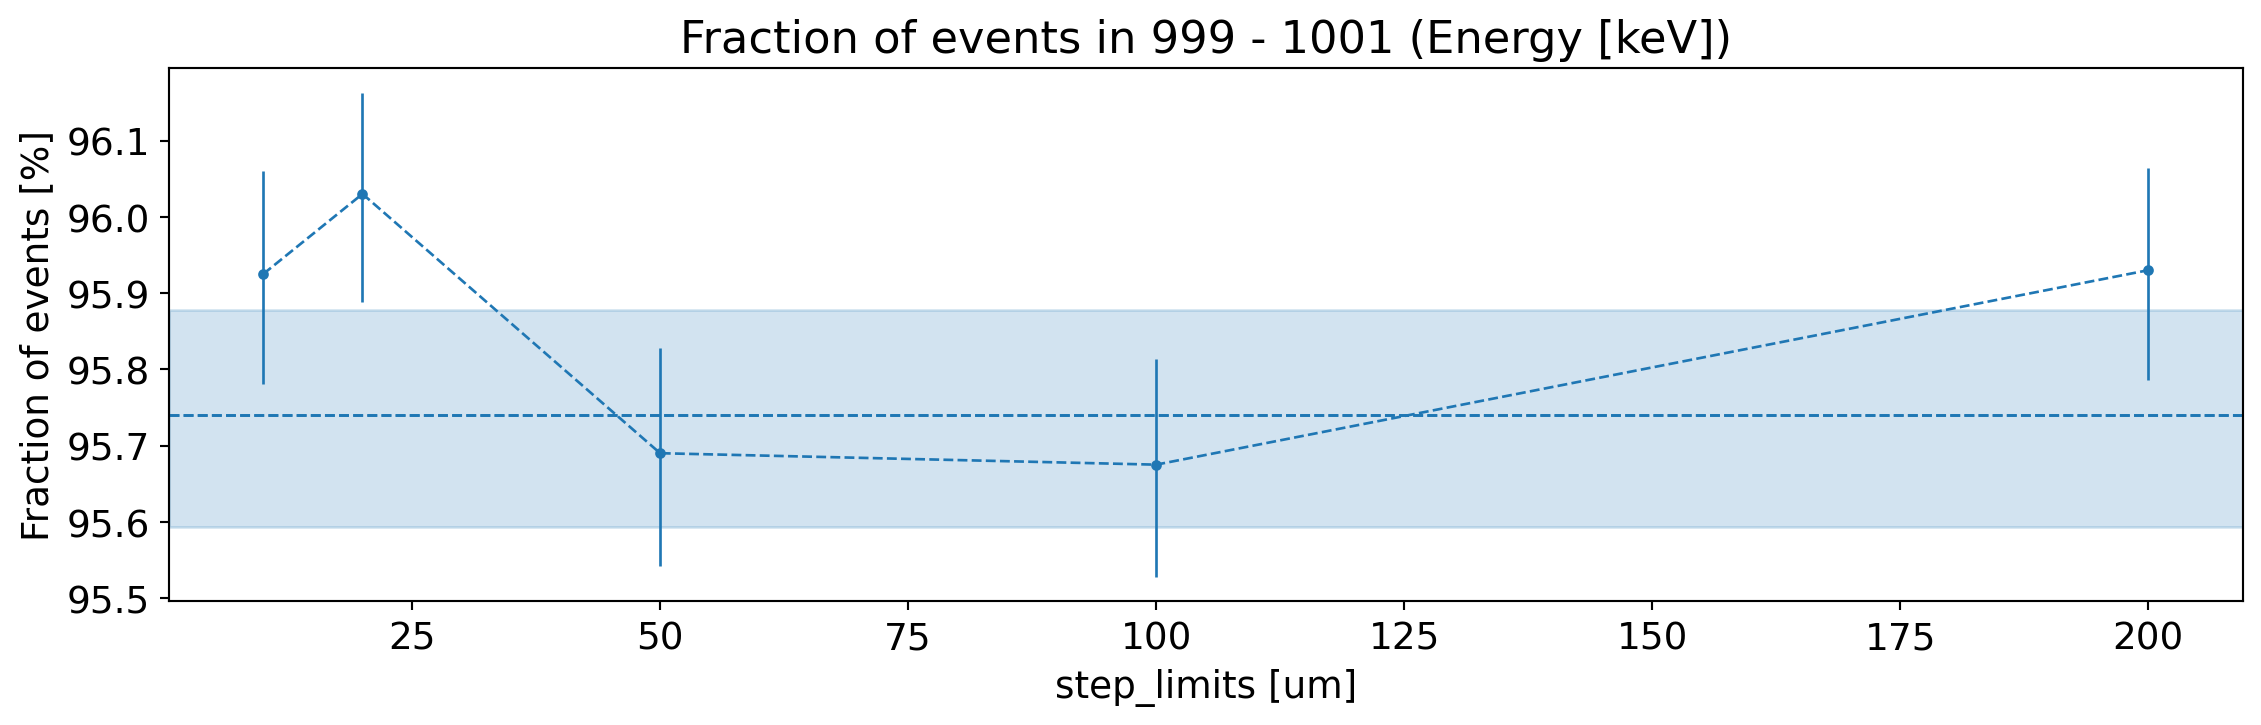 Fraction of events in 999 - 1001 (Energy [keV])
Fraction of events [%]
96.1
96.0
95.9
95.8
95.7
95.6
95.5
25 50 75 100 125 150 175 200
step_limits [um]